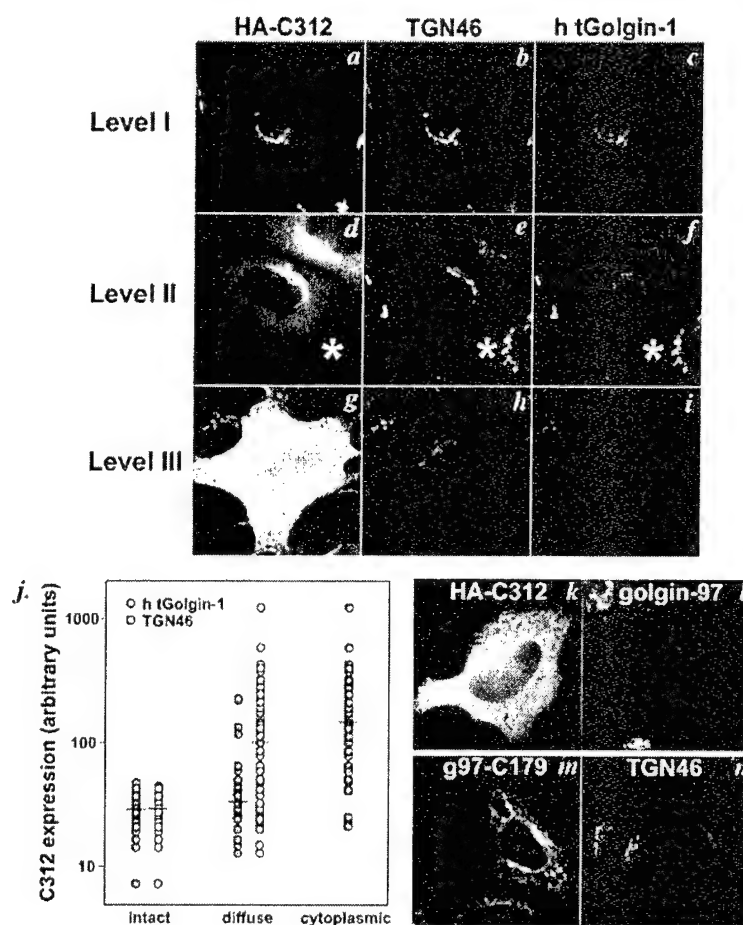 HA-C312 TGN46 h tGolgin-1
a b c
Level I
d e f
Level II
* * *
g h i
Level III
j.
C312 expression (arbitrary units)
1000
100
10
h tGolgin-1
TGN46
intact diffuse cytoplasmic
HA-C312 k golgin-97
g97-C179 m TGN46